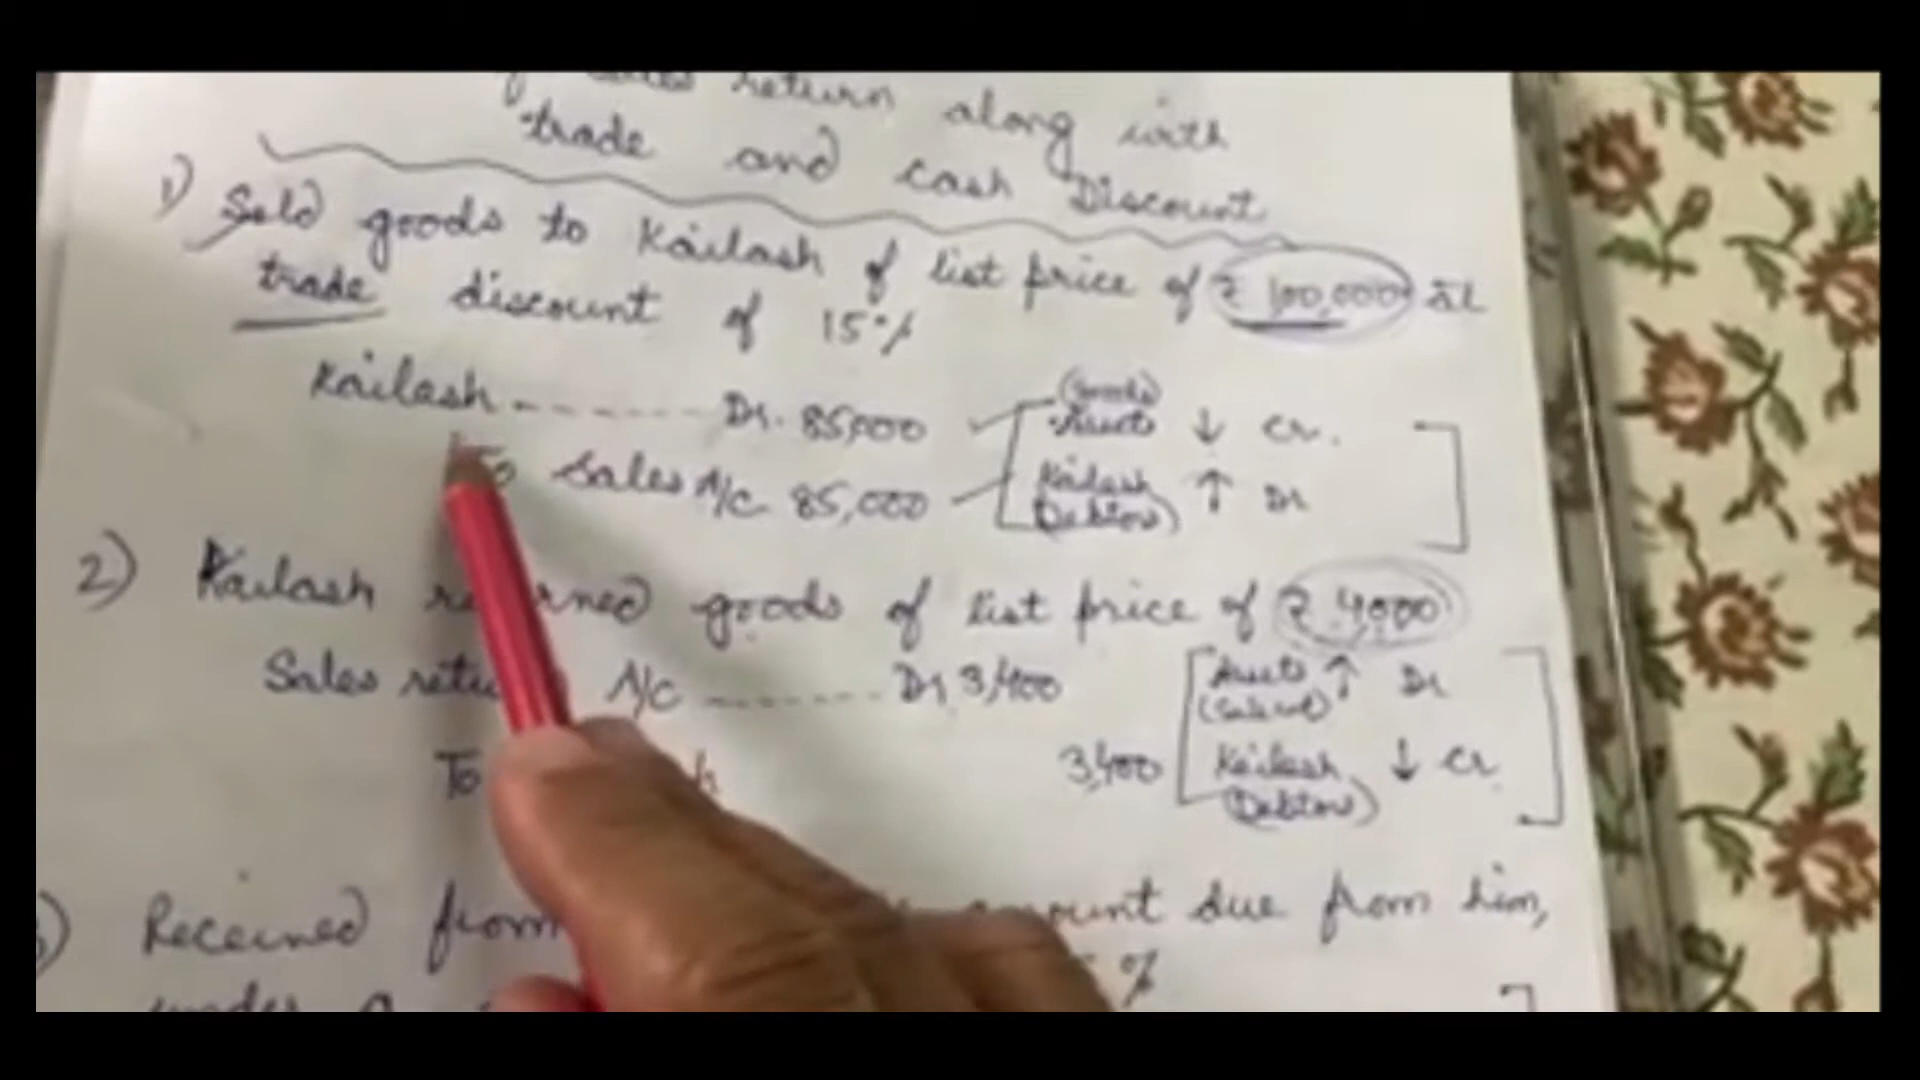 return along with
trade and cash Discount
1) Sold goods to Kailash of list price of ₹ 100,000 at
trade discount of 15%
Kailash ------ Dr. 85,000
(Goods)
Assets ↓ Cr.
To Sales A/C 85,000
Kailash ↑ Dr
(Debtors)
2) Kailash returned goods of list price of ₹ 4000
Sales A/C ------ Dr 3,400
Assets ↑ Dr
To
3,400
Kailash ↓ Cr
(Debtors)
Received from amount due from him,
%